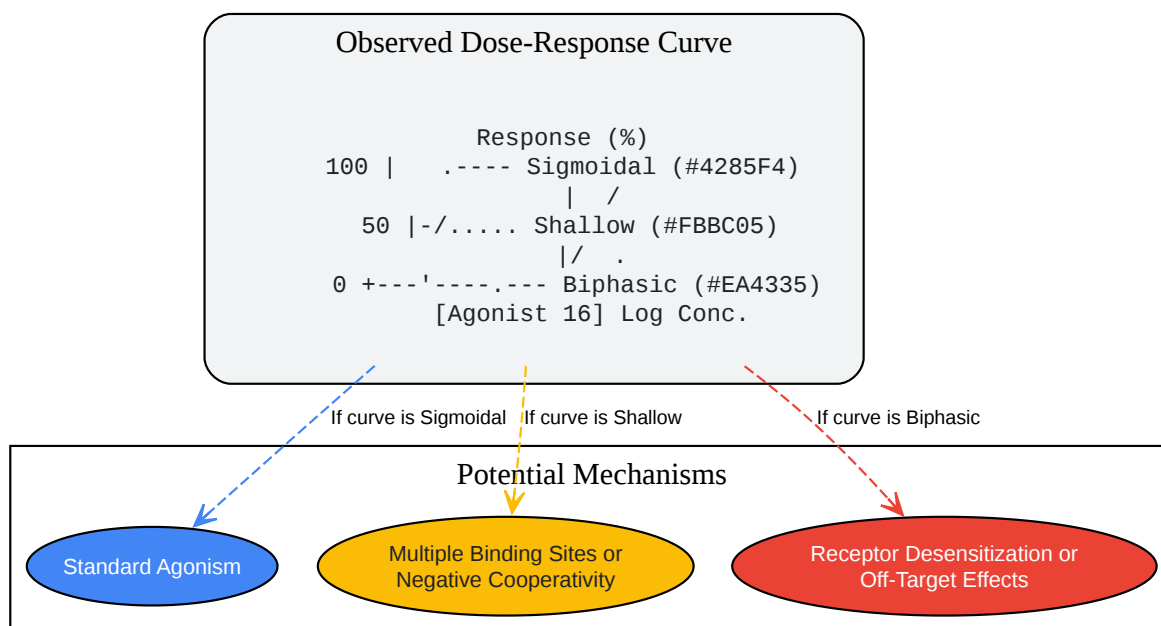 Observed Dose-Response Curve
Response (%)
100 |   .---- Sigmoidal (#4285F4)
|  /
50 |-/..... Shallow (#FBBC05)
|/  .
0 +---'----.--- Biphasic (#EA4335)
[Agonist 16] Log Conc.
If curve is Sigmoidal
If curve is Shallow
If curve is Biphasic
Potential Mechanisms
Standard Agonism
Multiple Binding Sites or
Negative Cooperativity
Receptor Desensitization or
Off-Target Effects